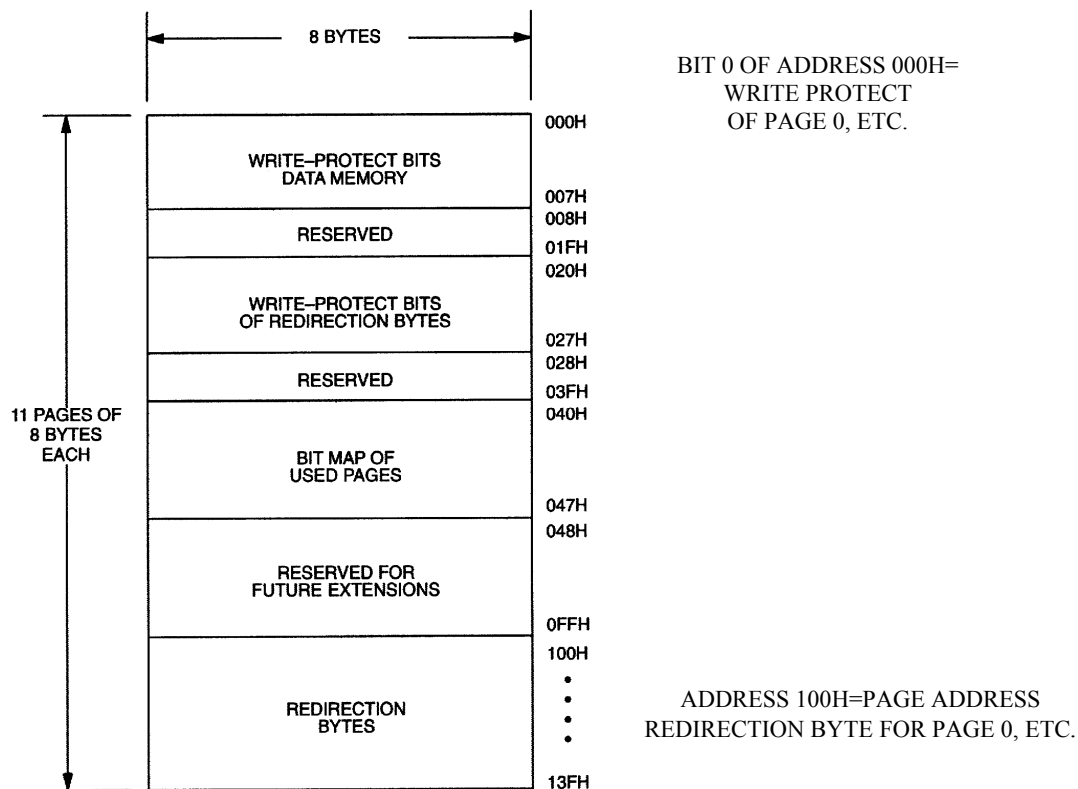 8 BYTES
BIT 0 OF ADDRESS 000H=
WRITE PROTECT
OF PAGE 0, ETC.
000H
WRITE–PROTECT BITS
DATA MEMORY
007H
008H
RESERVED
01FH
020H
WRITE–PROTECT BITS
OF REDIRECTION BYTES
027H
028H
RESERVED
03FH
11 PAGES OF
8 BYTES
EACH
040H
BIT MAP OF
USED PAGES
047H
048H
RESERVED FOR
FUTURE EXTENSIONS
0FFH
100H
REDIRECTION
BYTES
ADDRESS 100H=PAGE ADDRESS
REDIRECTION BYTE FOR PAGE 0, ETC.
13FH